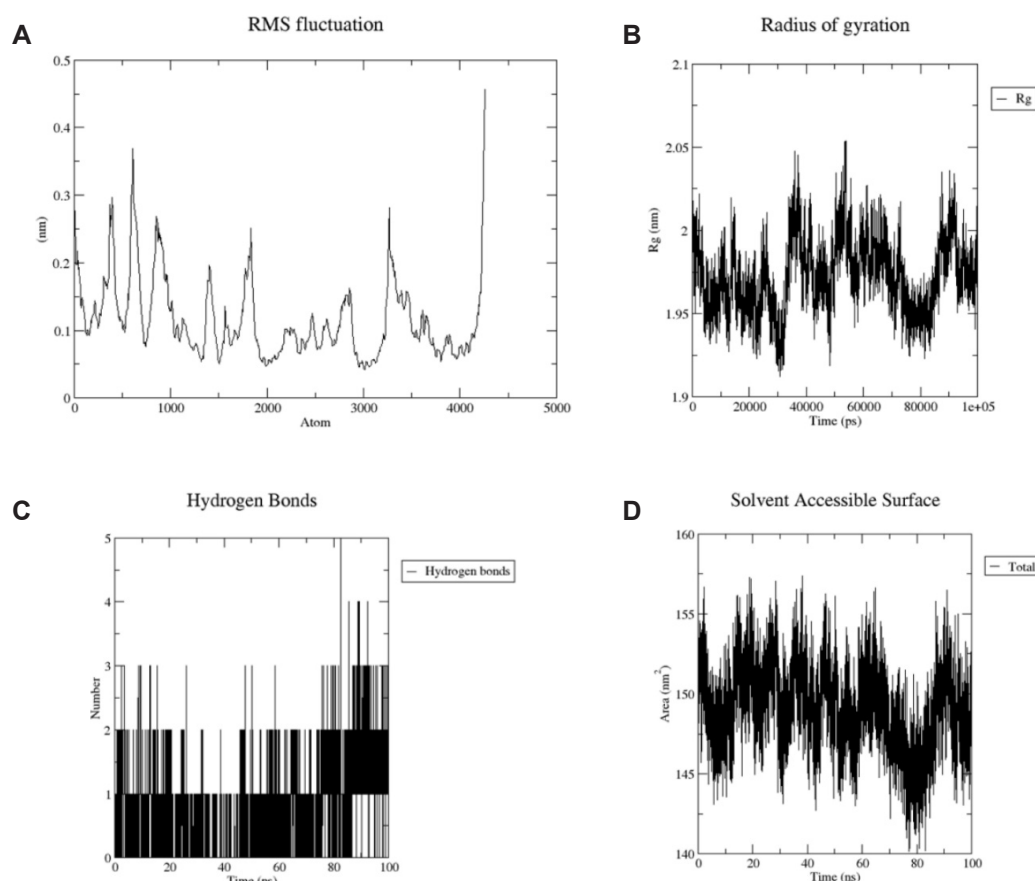 A
RMS fluctuation
0.5
0.4
0.3
0.2
0.1
0
(nm)
0
1000
2000
3000
4000
5000
Atom
B
Radius of gyration
2.1
2.05
2
1.95
1.9
Rg (nm)
0
20000
40000
60000
80000
1e+05
Time (ps)
Rg
C
Hydrogen Bonds
5
4
3
2
1
0
Number
0
20
40
60
80
100
Time (ns)
Hydrogen bonds
D
Solvent Accessible Surface
160
155
150
145
140
Area (nm²)
0
20
40
60
80
100
Time (ns)
Total